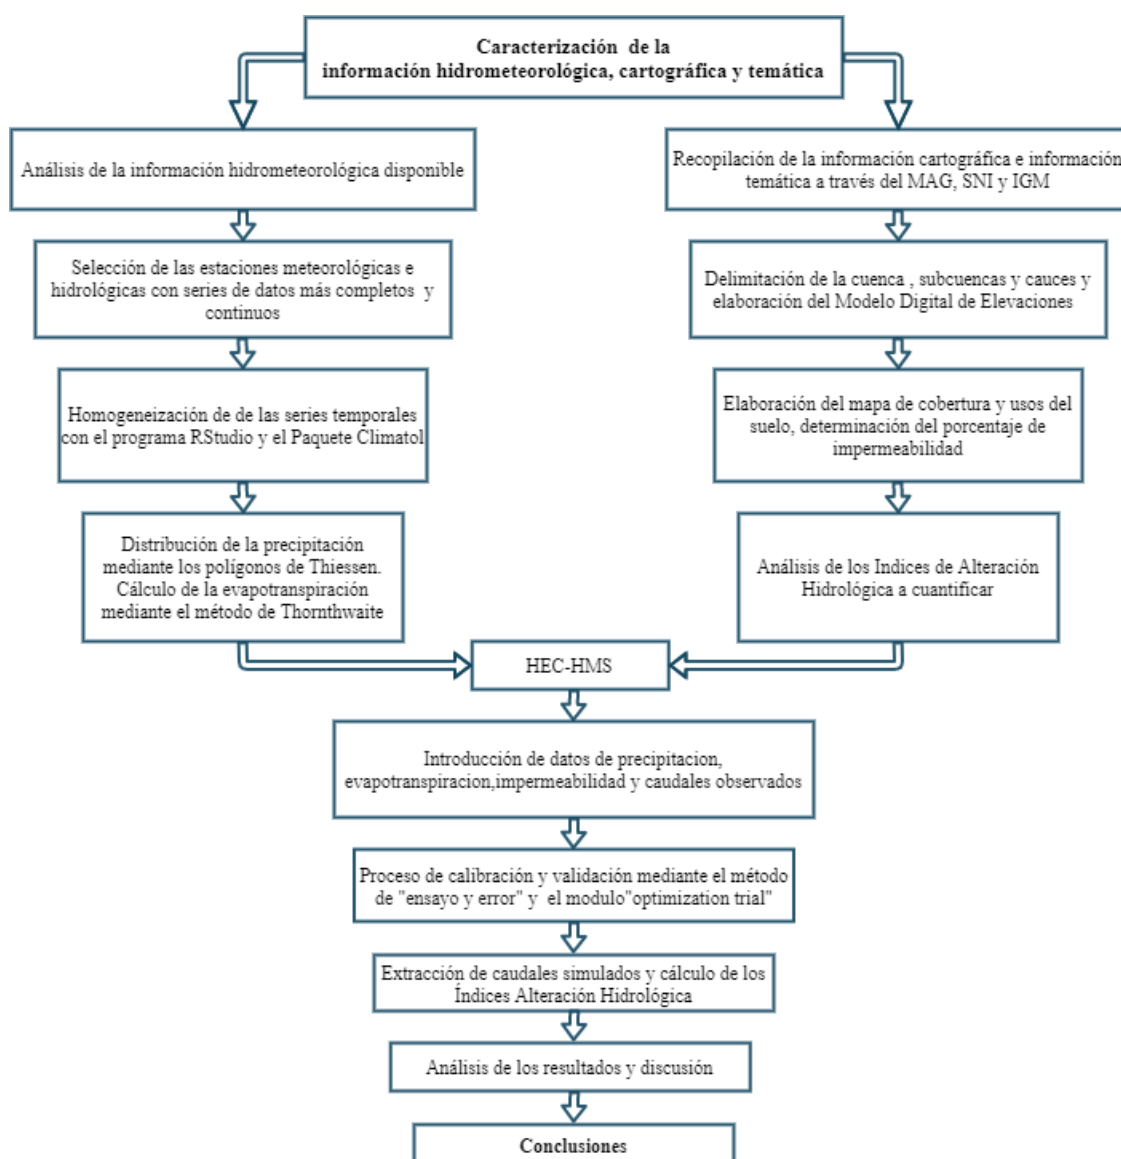 Caracterización de la
información hidrometeorológica, cartográfica y temática
Análisis de la información hidrometeorológica disponible
Selección de las estaciones meteorológicas e
hidrológicas con series de datos más completos y
continuos
Homogeneización de de las series temporales
con el programa RStudio y el Paquete Climatol
Distribución de la precipitación
mediante los polígonos de Thiessen.
Cálculo de la evapotranspiración
mediante el método de Thornthwaite
Recopilación de la información cartográfica e información
temática a través del MAG, SNI y IGM
Delimitación de la cuenca , subcuencas y cauces y
elaboración del Modelo Digital de Elevaciones
Elaboración del mapa de cobertura y usos del
suelo, determinación del porcentaje de
impermeabilidad
Análisis de los Indices de Alteración
Hidrológica a cuantificar
HEC-HMS
Introducción de datos de precipitacion,
evapotranspiracion,impermeabilidad y caudales observados
Proceso de calibración y validación mediante el método
de "ensayo y error" y el modulo"optimization trial"
Extracción de caudales simulados y cálculo de los
Índices Alteración Hidrológica
Análisis de los resultados y discusión
Conclusiones